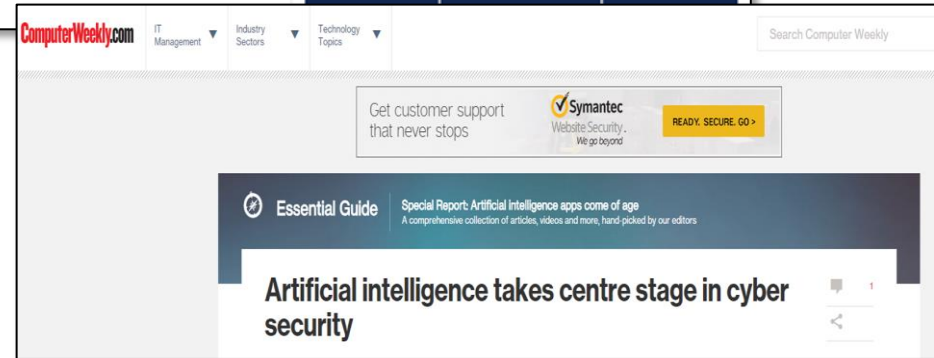 ComputerWeekly.com
IT
Management
Industry
Sectors
Technology
Topics
Search Computer Weekly
Get customer support
that never stops
Symantec
Website Security.
We go beyond
READY. SECURE. GO >
Essential Guide
Special Report: Artificial Intelligence apps come of age
A comprehensive collection of articles, videos and more, hand-picked by our editors
Artificial intelligence takes centre stage in cyber
security
1